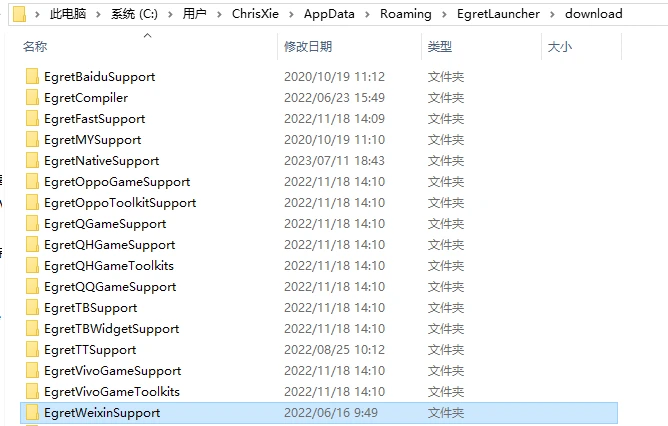 此电脑 > 系统 (C:) > 用户 > ChrisXie > AppData > Roaming > EgretLauncher > download
名称 修改日期 类型 大小
EgretBaiduSupport 2020/10/19 11:12 文件夹
EgretCompiler 2022/06/23 15:49 文件夹
EgretFastSupport 2022/11/18 14:09 文件夹
EgretMYSupport 2020/10/19 11:10 文件夹
EgretNativeSupport 2023/07/11 18:43 文件夹
EgretOppoGameSupport 2022/11/18 14:10 文件夹
EgretOppoToolkitSupport 2022/11/18 14:10 文件夹
EgretQGameSupport 2022/11/18 14:10 文件夹
EgretQHGameSupport 2022/11/18 14:10 文件夹
EgretQHGameToolkits 2022/11/18 14:10 文件夹
EgretQQGameSupport 2022/11/18 14:10 文件夹
EgretTBSupport 2022/11/18 14:10 文件夹
EgretTBWidgetSupport 2022/11/18 14:10 文件夹
EgretTTSupport 2022/08/25 10:12 文件夹
EgretVivoGameSupport 2022/11/18 14:10 文件夹
EgretVivoGameToolkits 2022/11/18 14:10 文件夹
EgretWeixinSupport 2022/06/16 9:49 文件夹